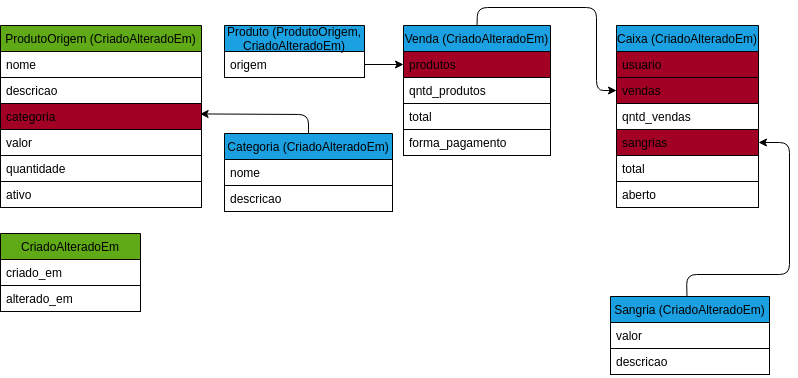 ProdutoOrigem (CriadoAlteradoEm)
nome
descricao
categoria
valor
quantidade
ativo
CriadoAlteradoEm
criado_em
alterado_em
Produto (ProdutoOrigem,
CriadoAlteradoEm)
origem
Categoria (CriadoAlteradoEm)
nome
descricao
Venda (CriadoAlteradoEm)
produtos
qntd_produtos
total
forma_pagamento
Caixa (CriadoAlteradoEm)
usuario
vendas
qntd_vendas
sangrias
total
aberto
Sangria (CriadoAlteradoEm)
valor
descricao